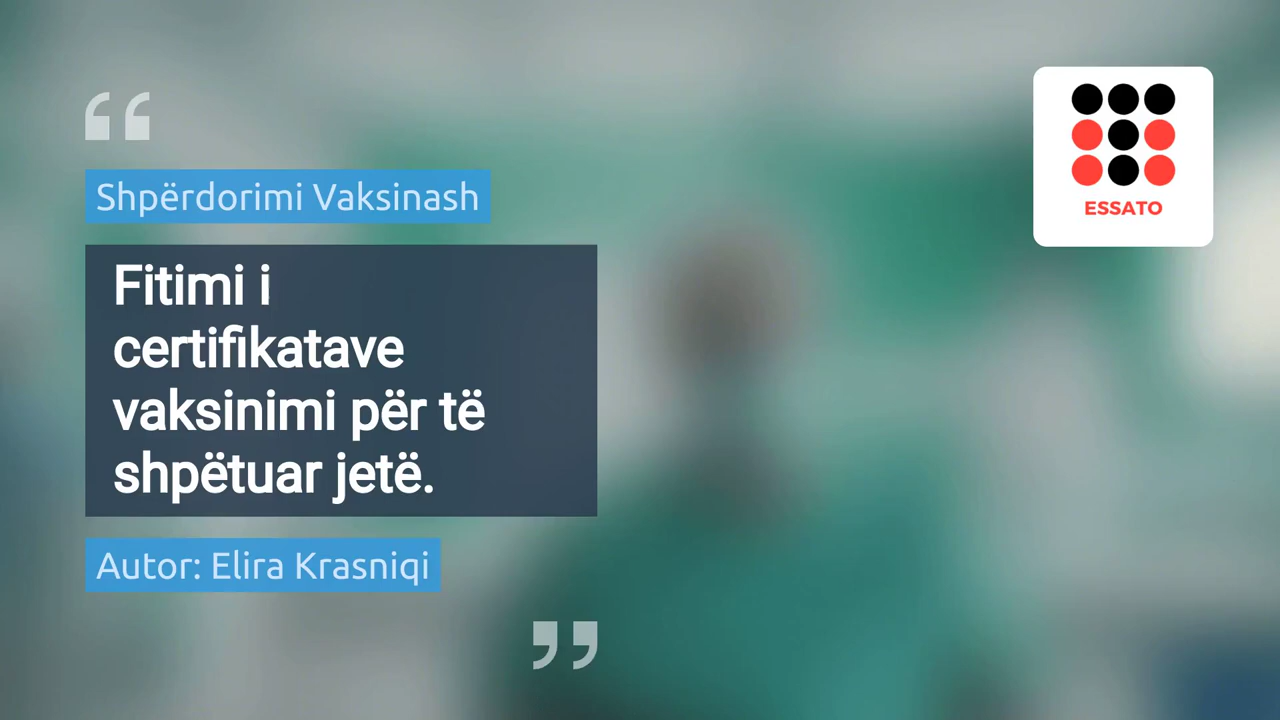 Shpërdorimi Vaksinash
ESSATO
Fitimi i
certifikatave
vaksinimi për të
shpëtuar jetë.
Autor: Elira Krasniqi